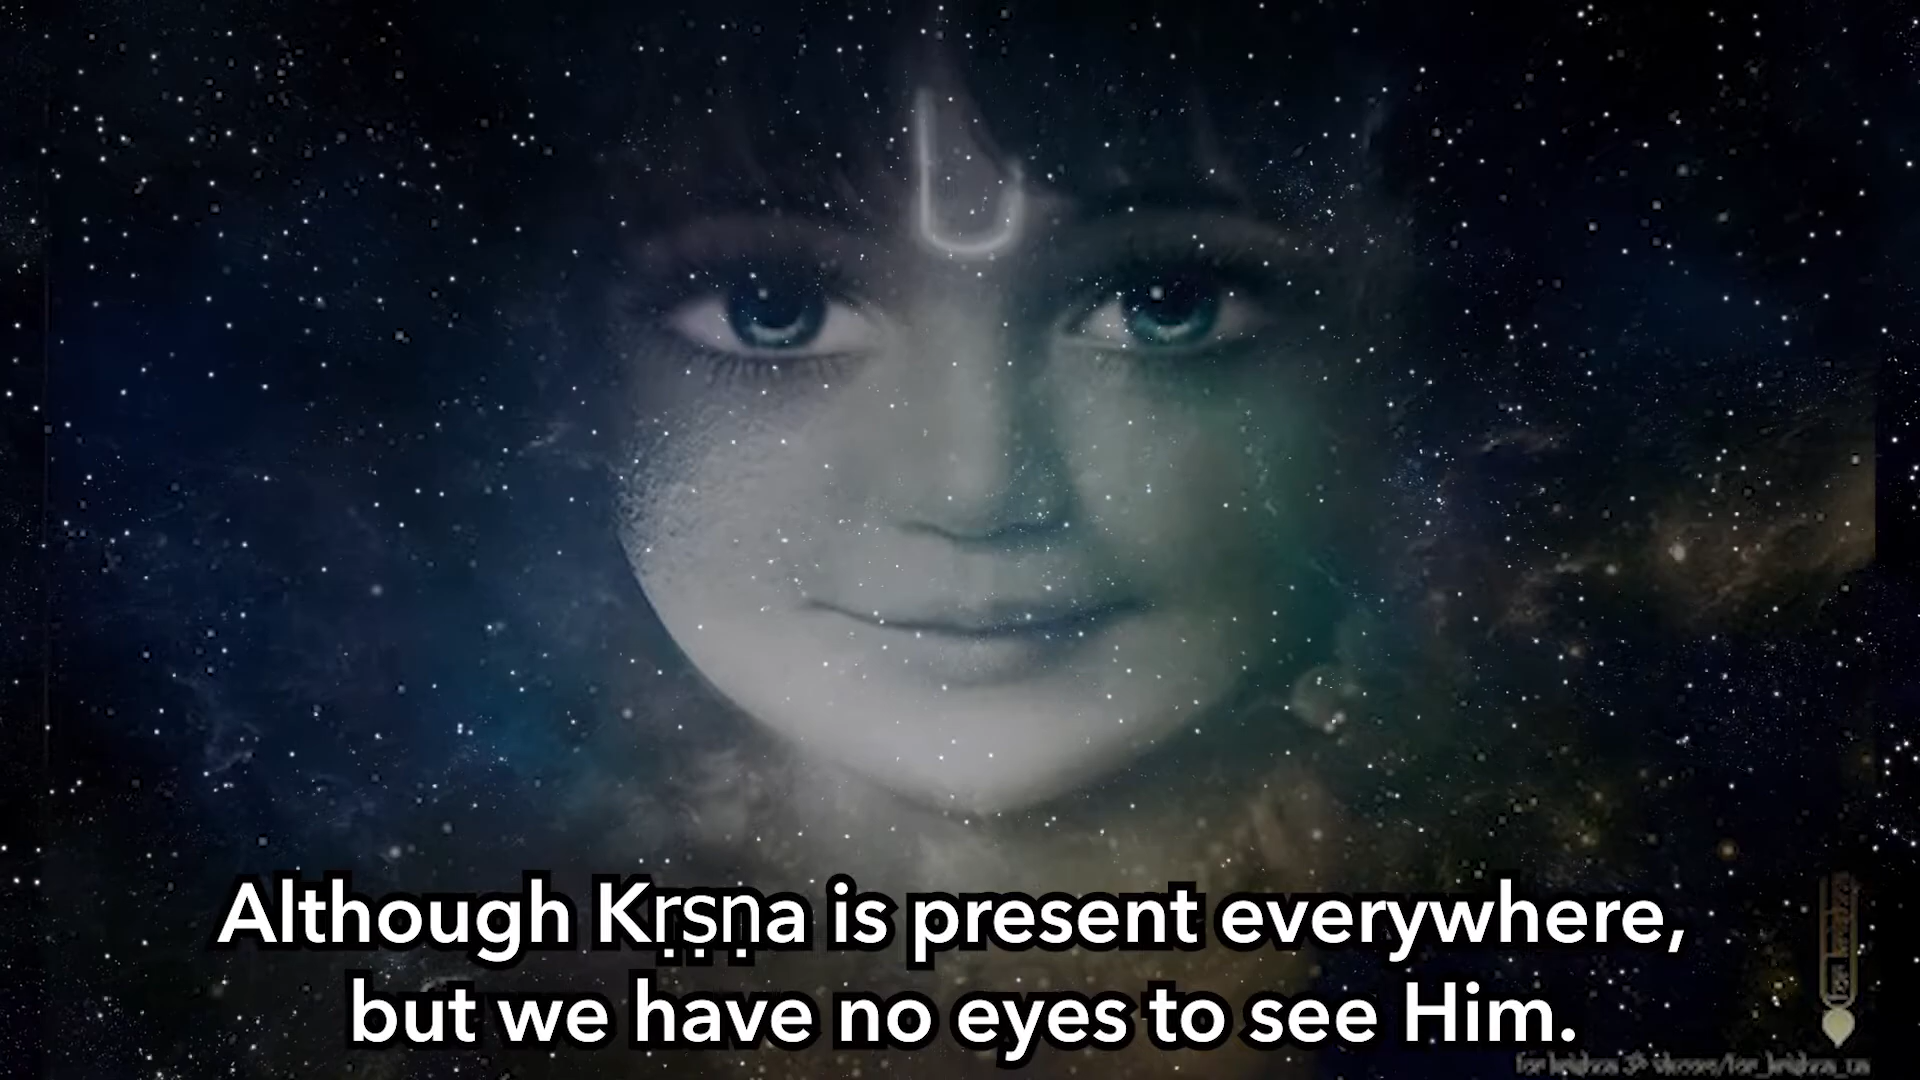 Although Kṛṣṇa is present everywhere,
but we have no eyes to see Him.